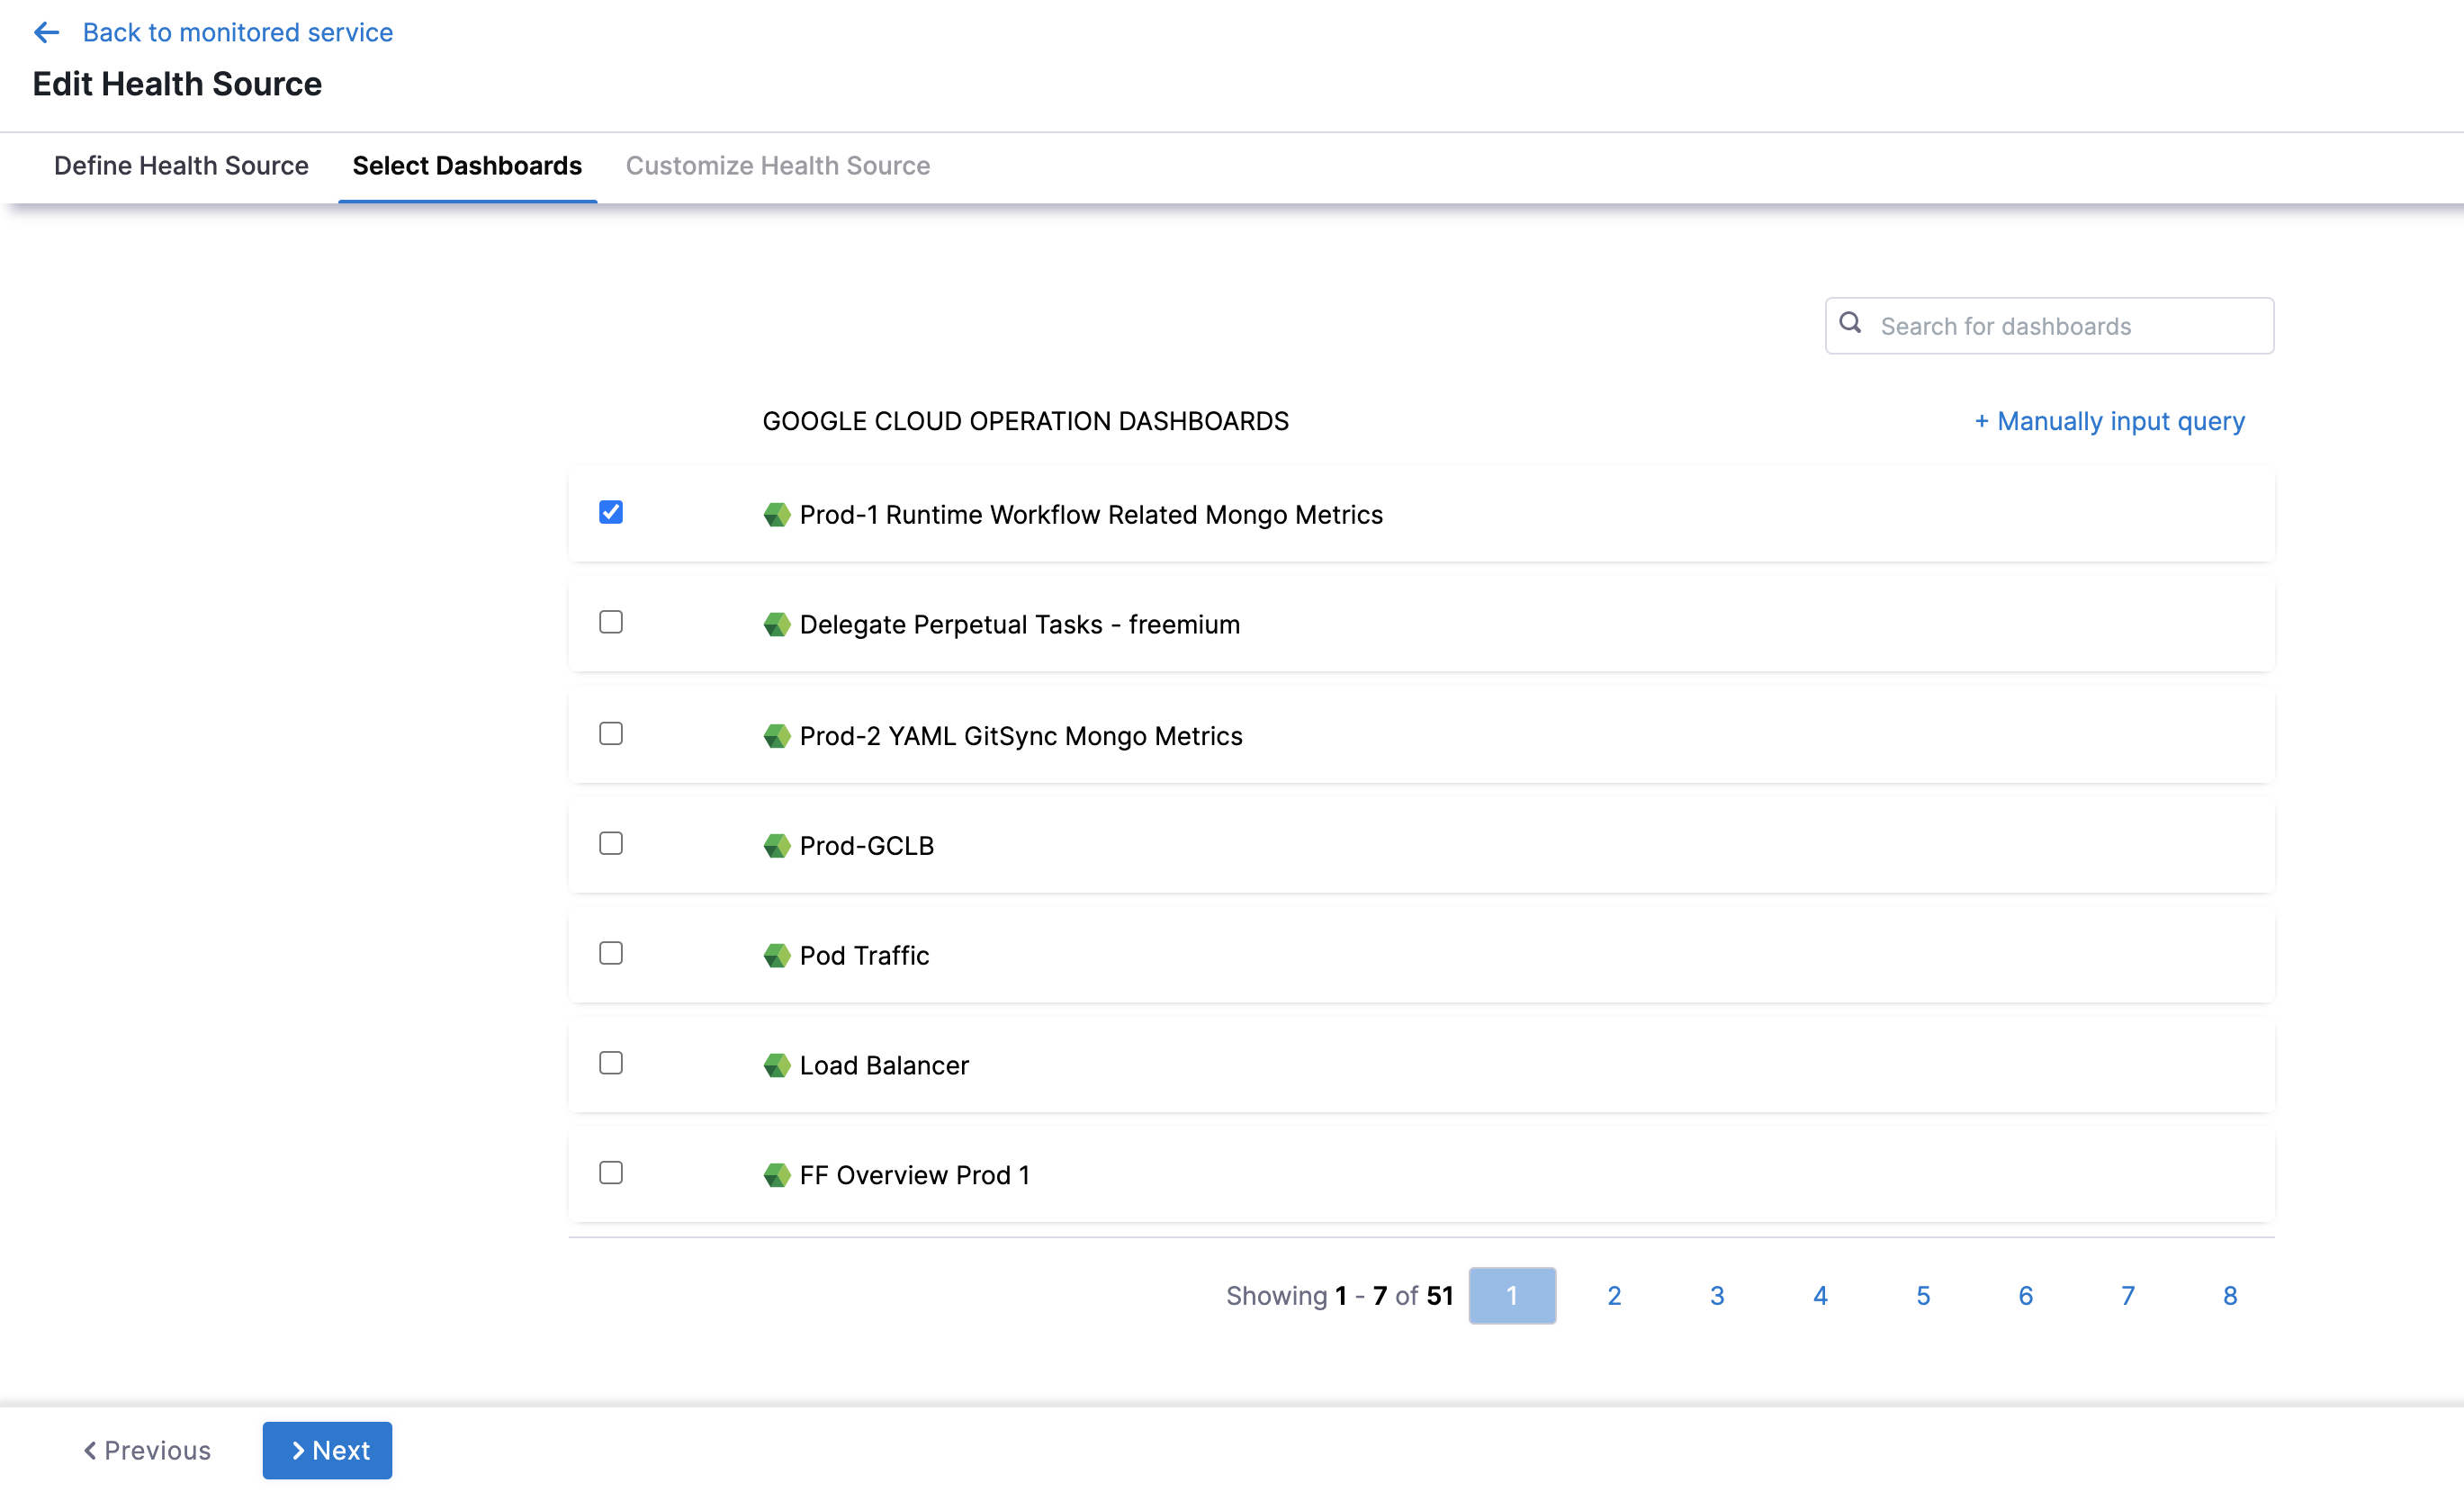 Back to monitored service
Edit Health Source
Define Health Source Select Dashboards Customize Health Source
Search for dashboards
GOOGLE CLOUD OPERATION DASHBOARDS + Manually input query
Prod-1 Runtime Workflow Related Mongo Metrics
Delegate Perpetual Tasks - freemium
Prod-2 YAML GitSync Mongo Metrics
Prod-GCLB
Pod Traffic
Load Balancer
FF Overview Prod 1
Showing 1 - 7 of 51 1 2 3 4 5 6 7 8
Previous Next